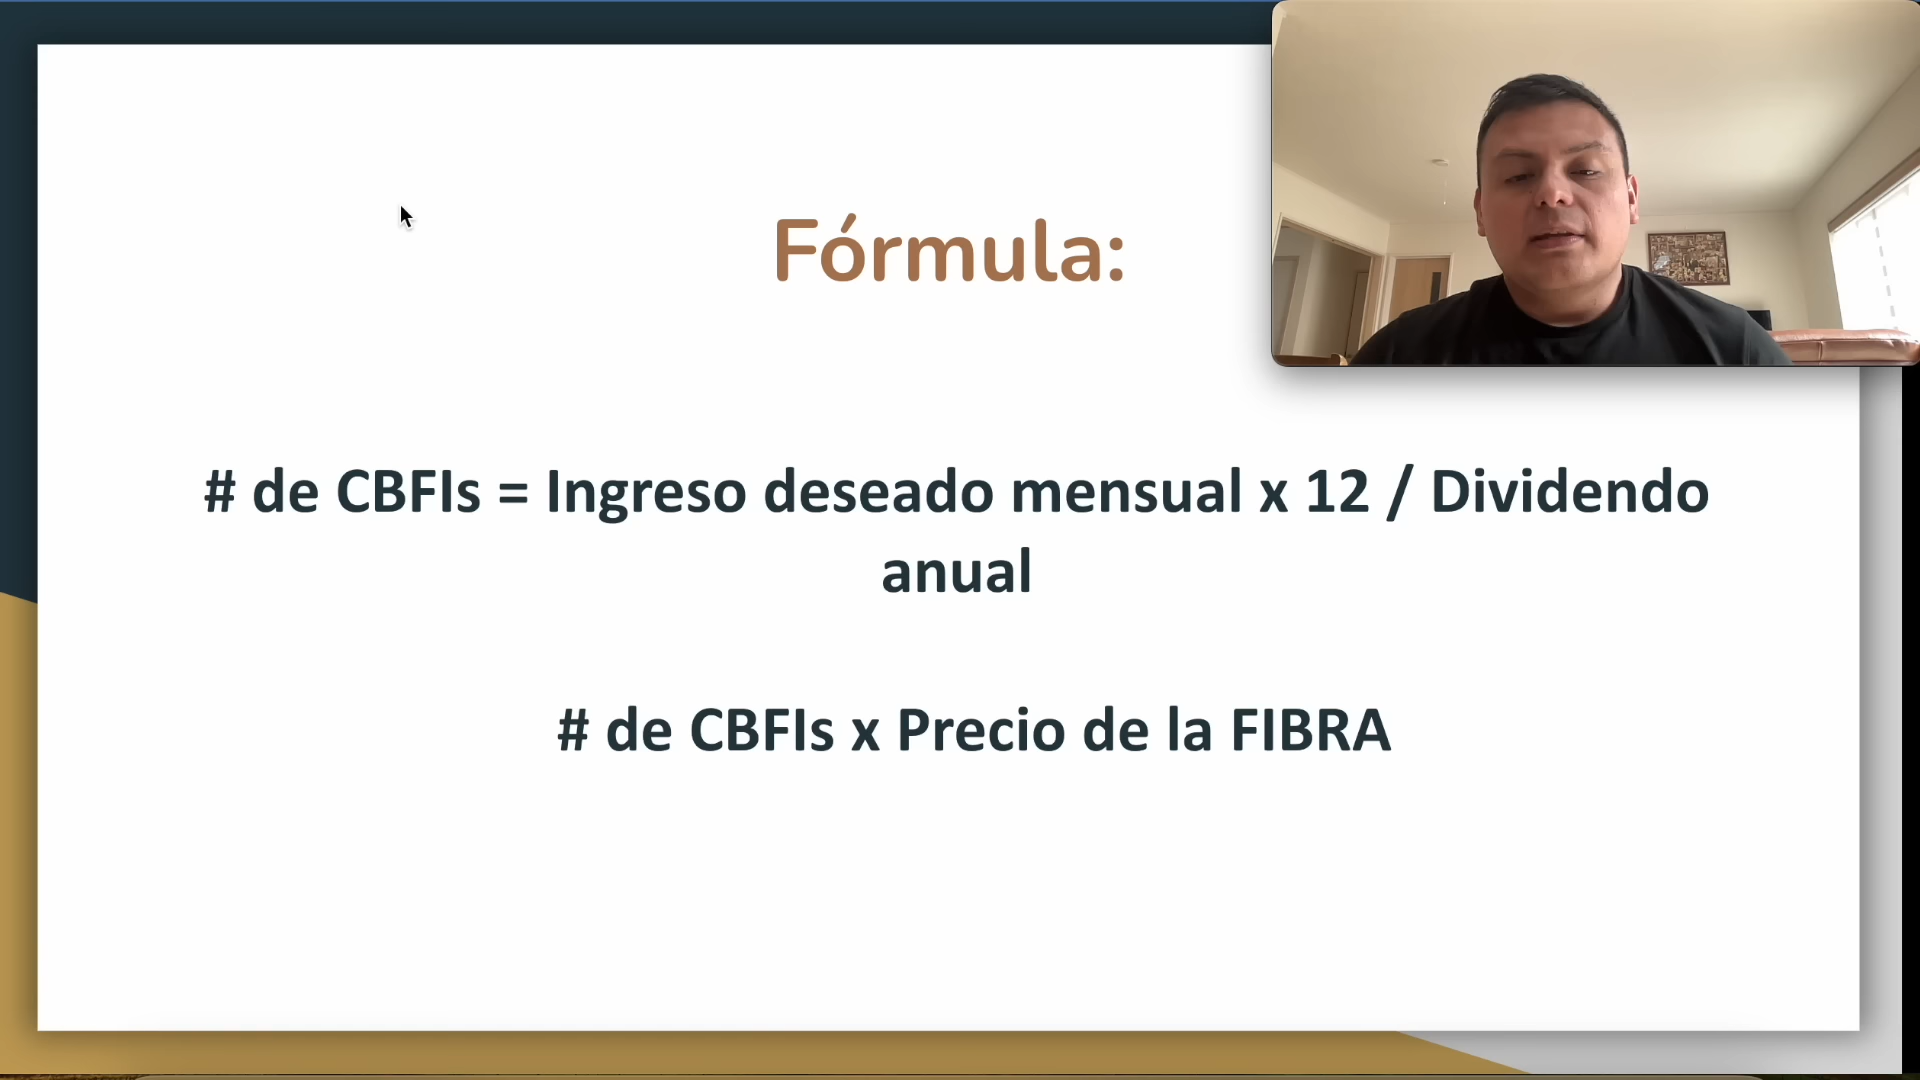 Fórmula:
# de CBFIs = Ingreso deseado mensual x 12 / Dividendo
anual
# de CBFIs x Precio de la FIBRA